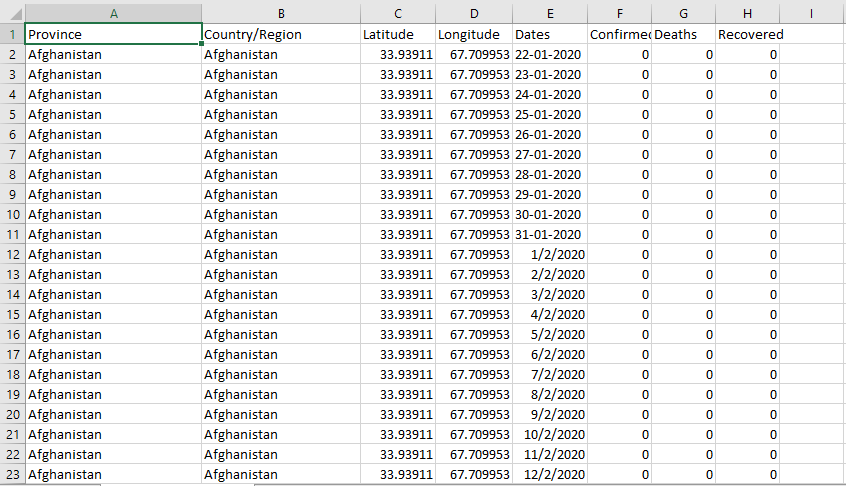 A B C D E F G H I
1 Province Country/Region Latitude Longitude Dates Confirmed Deaths Recovered
2 Afghanistan Afghanistan 33.93911 67.709953 22-01-2020 0 0 0
3 Afghanistan Afghanistan 33.93911 67.709953 23-01-2020 0 0 0
4 Afghanistan Afghanistan 33.93911 67.709953 24-01-2020 0 0 0
5 Afghanistan Afghanistan 33.93911 67.709953 25-01-2020 0 0 0
6 Afghanistan Afghanistan 33.93911 67.709953 26-01-2020 0 0 0
7 Afghanistan Afghanistan 33.93911 67.709953 27-01-2020 0 0 0
8 Afghanistan Afghanistan 33.93911 67.709953 28-01-2020 0 0 0
9 Afghanistan Afghanistan 33.93911 67.709953 29-01-2020 0 0 0
10 Afghanistan Afghanistan 33.93911 67.709953 30-01-2020 0 0 0
11 Afghanistan Afghanistan 33.93911 67.709953 31-01-2020 0 0 0
12 Afghanistan Afghanistan 33.93911 67.709953 1/2/2020 0 0 0
13 Afghanistan Afghanistan 33.93911 67.709953 2/2/2020 0 0 0
14 Afghanistan Afghanistan 33.93911 67.709953 3/2/2020 0 0 0
15 Afghanistan Afghanistan 33.93911 67.709953 4/2/2020 0 0 0
16 Afghanistan Afghanistan 33.93911 67.709953 5/2/2020 0 0 0
17 Afghanistan Afghanistan 33.93911 67.709953 6/2/2020 0 0 0
18 Afghanistan Afghanistan 33.93911 67.709953 7/2/2020 0 0 0
19 Afghanistan Afghanistan 33.93911 67.709953 8/2/2020 0 0 0
20 Afghanistan Afghanistan 33.93911 67.709953 9/2/2020 0 0 0
21 Afghanistan Afghanistan 33.93911 67.709953 10/2/2020 0 0 0
22 Afghanistan Afghanistan 33.93911 67.709953 11/2/2020 0 0 0
23 Afghanistan Afghanistan 33.93911 67.709953 12/2/2020 0 0 0